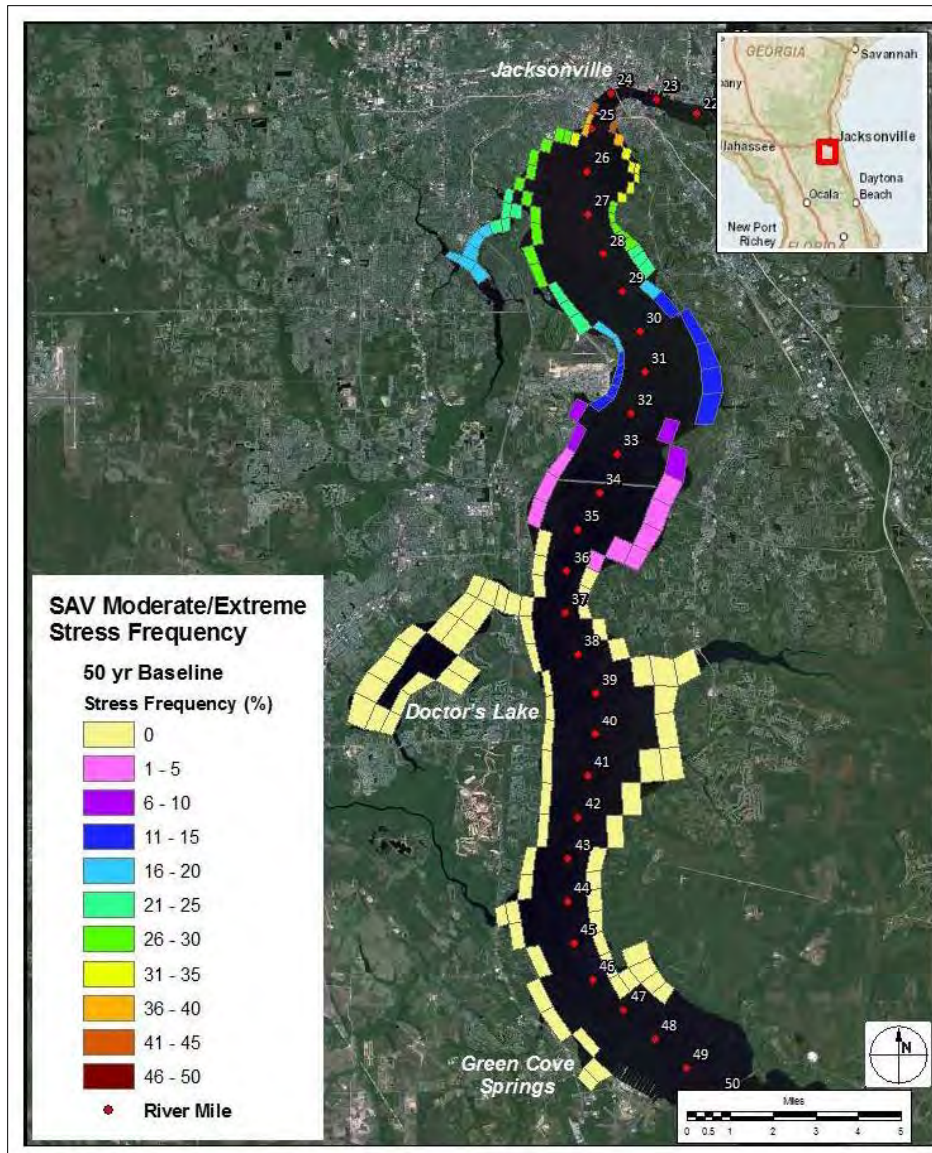 Jacksonville
24
23
22
25
26
27
28
29
30
31
32
33
34
35
36
37
38
39
40
41
42
43
44
45
46
47
48
49
50
Doctor's Lake
Green Cove
Springs
GEORGIA
Savannah
any
Jacksonville
llahassee
Ocala
Daytona
Beach
New Port
Richey
FLORIDA
SAV Moderate/Extreme
Stress Frequency
50 yr Baseline
Stress Frequency (%)
0
1 - 5
6 - 10
11 - 15
16 - 20
21 - 25
26 - 30
31 - 35
36 - 40
41 - 45
46 - 50
River Mile
N
Miles
0 0.5 1 2 3 4 5